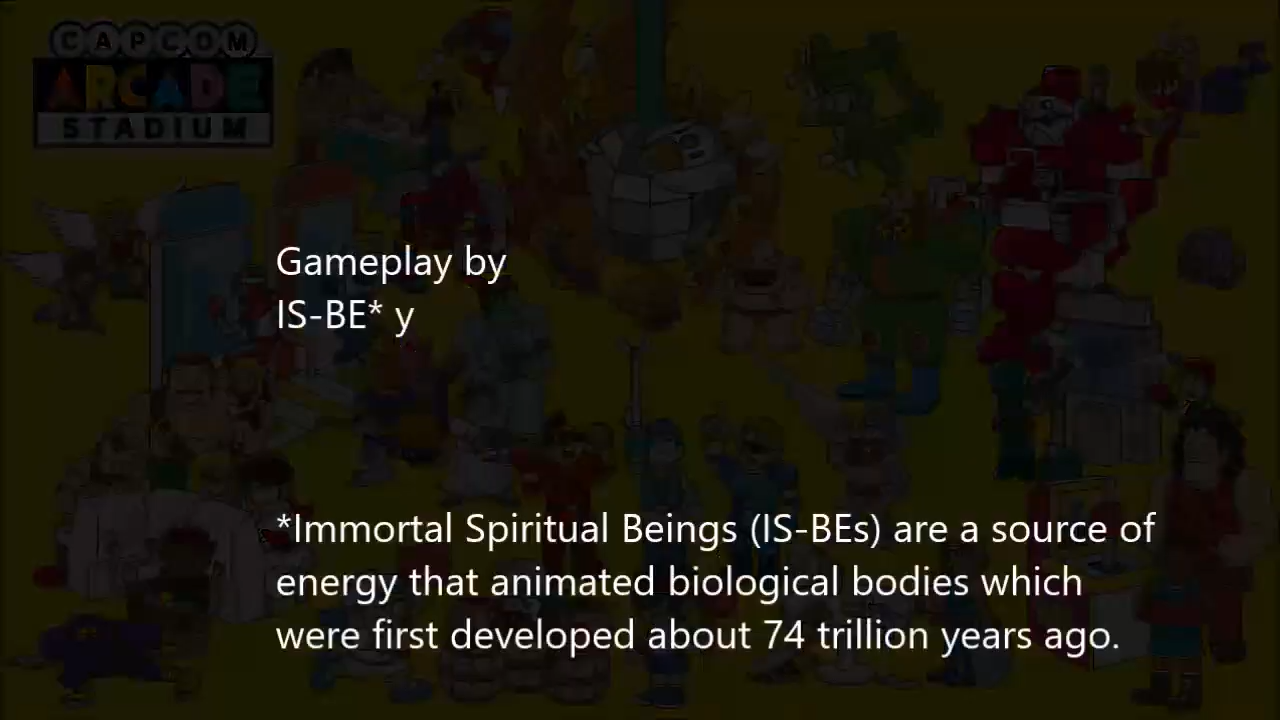 CAPCOM
ARCADE
STADIUM
Gameplay by
IS-BE* y
*Immortal Spiritual Beings (IS-BEs) are a source of
energy that animated biological bodies which
were first developed about 74 trillion years ago.